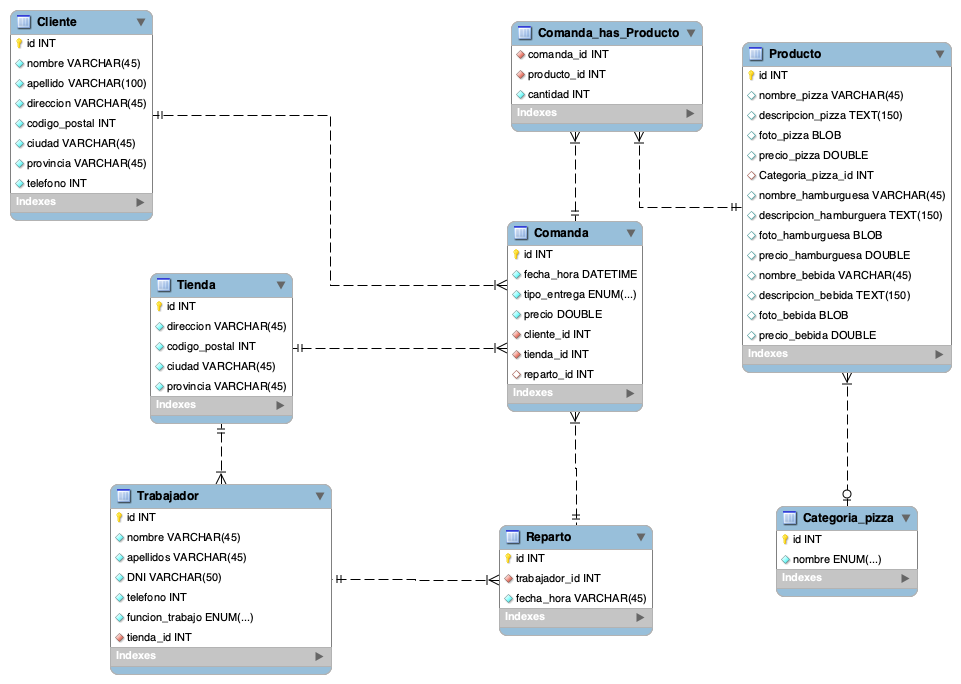 Cliente
id INT
nombre VARCHAR(45)
apellido VARCHAR(100)
direccion VARCHAR(45)
codigo_postal INT
ciudad VARCHAR(45)
provincia VARCHAR(45)
telefono INT
Indexes
Comanda_has_Producto
comanda_id INT
producto_id INT
cantidad INT
Indexes
Producto
id INT
nombre_pizza VARCHAR(45)
descripcion_pizza TEXT(150)
foto_pizza BLOB
precio_pizza DOUBLE
Categoria_pizza_id INT
nombre_hamburguesa VARCHAR(45)
descripcion_hamburguera TEXT(150)
foto_hamburguesa BLOB
precio_hamburguesa DOUBLE
nombre_bebida VARCHAR(45)
descripcion_bebida TEXT(150)
foto_bebida BLOB
precio_bebida DOUBLE
Indexes
Comanda
id INT
fecha_hora DATETIME
tipo_entrega ENUM(...)
precio DOUBLE
cliente_id INT
tienda_id INT
reparto_id INT
Indexes
Tienda
id INT
direccion VARCHAR(45)
codigo_postal INT
ciudad VARCHAR(45)
provincia VARCHAR(45)
Indexes
Trabajador
id INT
nombre VARCHAR(45)
apellidos VARCHAR(45)
DNI VARCHAR(50)
telefono INT
funcion_trabajo ENUM(...)
tienda_id INT
Indexes
Reparto
id INT
trabajador_id INT
fecha_hora VARCHAR(45)
Indexes
Categoria_pizza
id INT
nombre ENUM(...)
Indexes